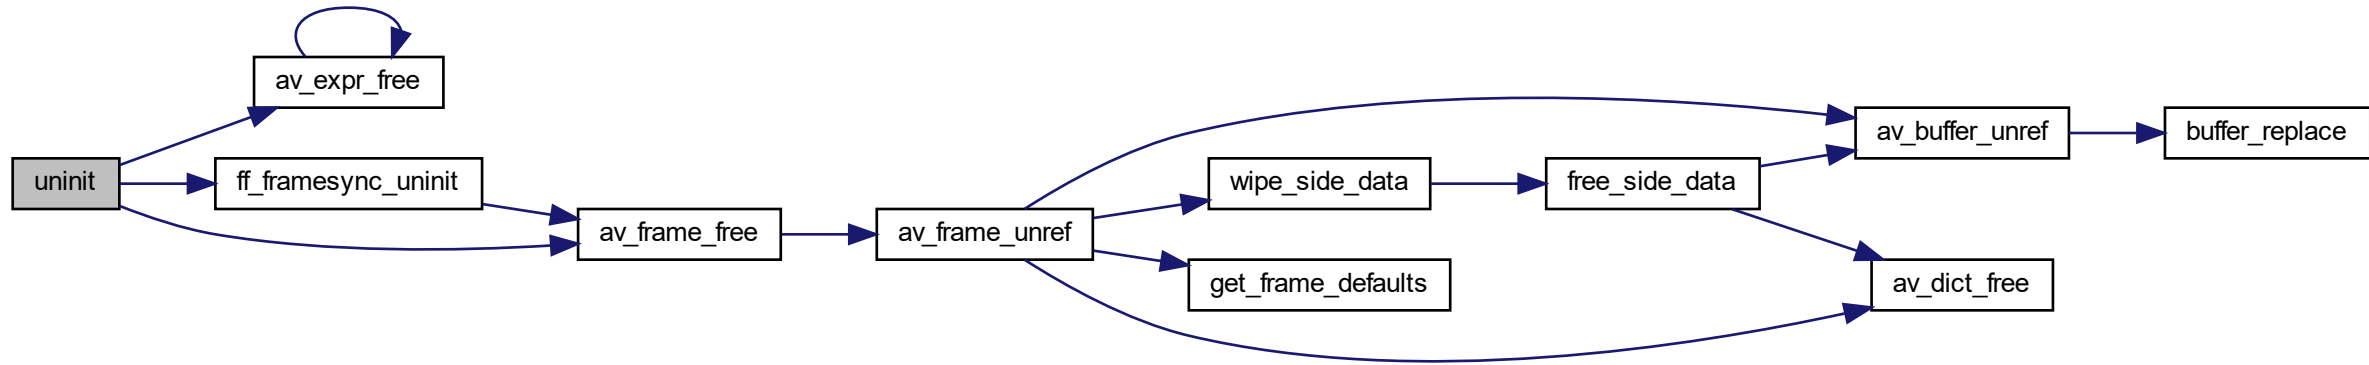 av_expr_free
uninit
ff_framesync_uninit
av_frame_free
av_frame_unref
wipe_side_data
get_frame_defaults
free_side_data
av_buffer_unref
av_dict_free
buffer_replace